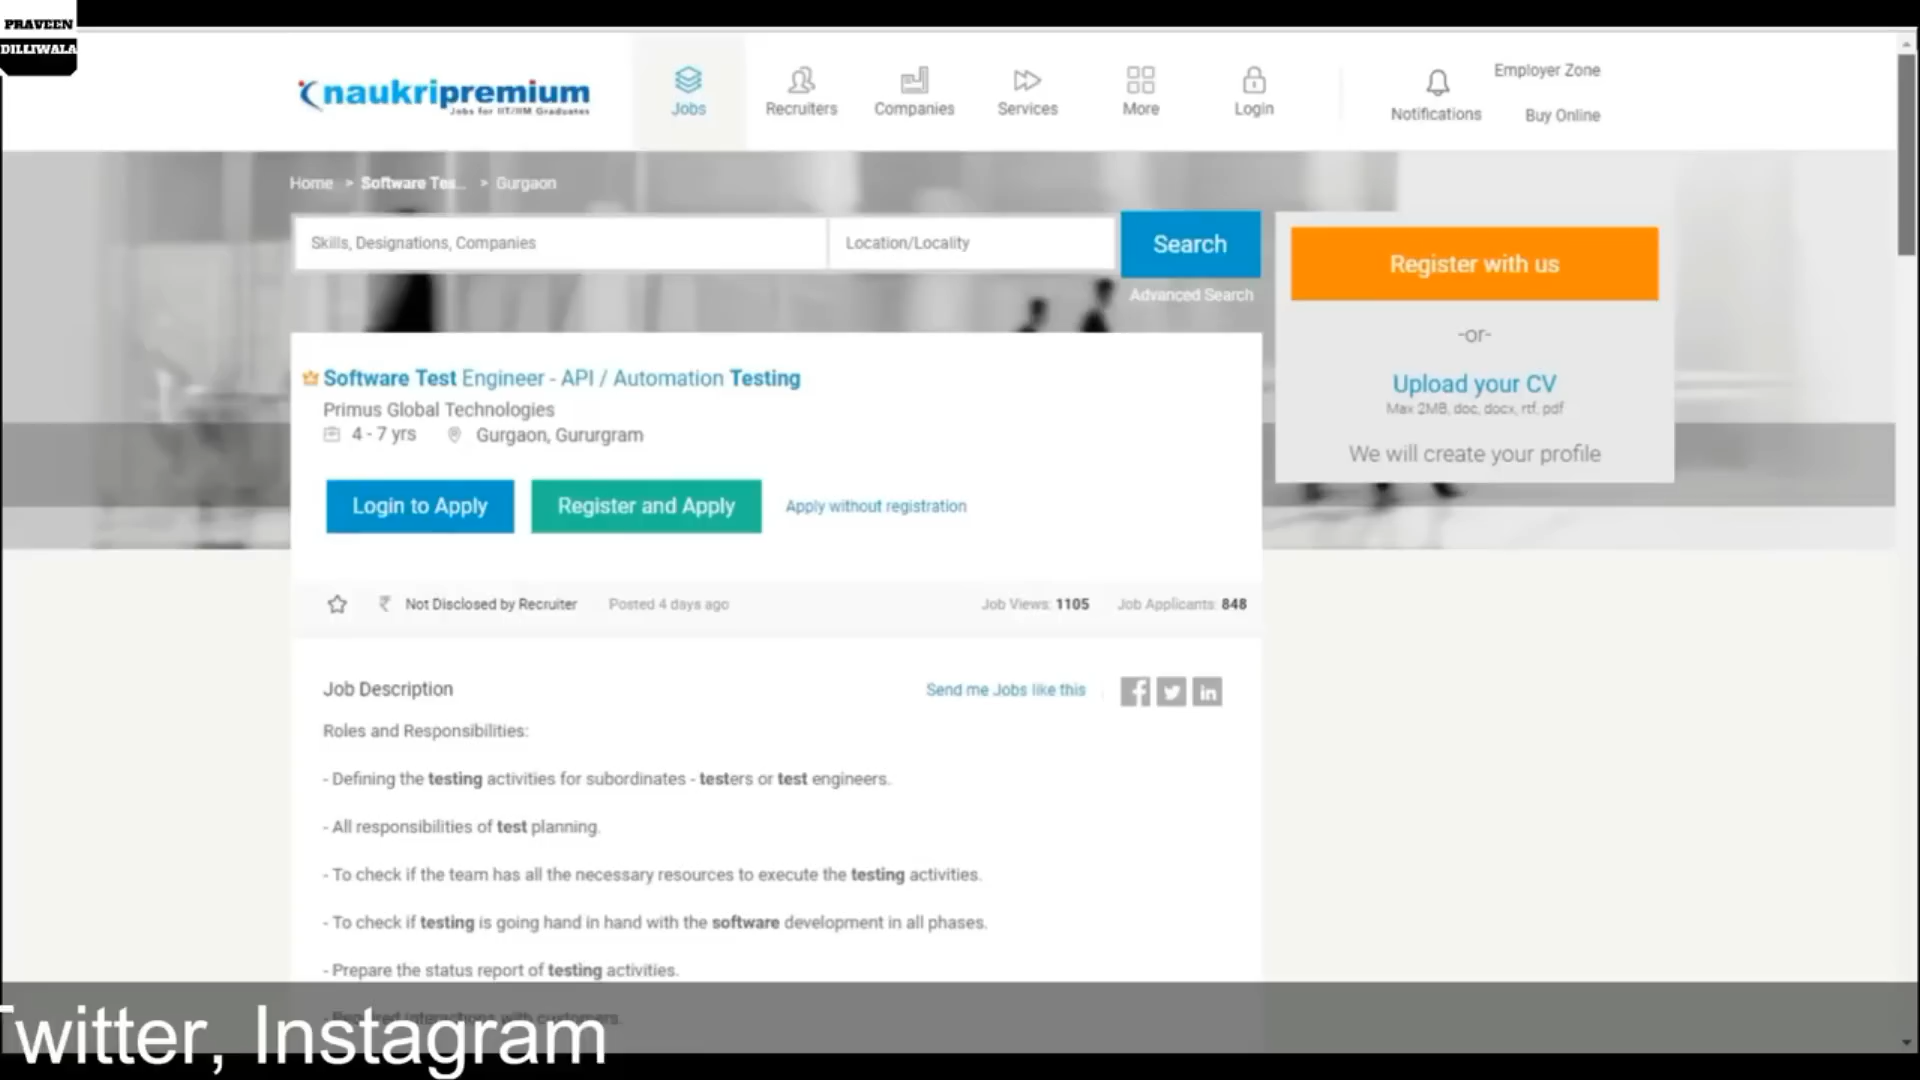 PRAVEEN
DILLIWALA
naukripremium
Jobs for IIT/IIM Graduates
Jobs
Recruiters
Companies
Services
More
Login
Notifications
Employer Zone
Buy Online
Home > Software Tes... > Gurgaon
Skills, Designations, Companies
Location/Locality
Search
Advanced Search
Register with us
-or-
Upload your CV
Max 2MB, doc, docx, rtf, pdf
We will create your profile
Software Test Engineer - API / Automation Testing
Primus Global Technologies
4 - 7 yrs Gurgaon, Gururgram
Login to Apply
Register and Apply
Apply without registration
₹ Not Disclosed by Recruiter Posted 4 days ago Job Views: 1105 Job Applicants: 848
Job Description
Send me Jobs like this
Roles and Responsibilities:
- Defining the testing activities for subordinates - testers or test engineers.
- All responsibilities of test planning.
- To check if the team has all the necessary resources to execute the testing activities.
- To check if testing is going hand in hand with the software development in all phases.
- Prepare the status report of testing activities.
- Required interactions with customers.
Twitter, Instagram